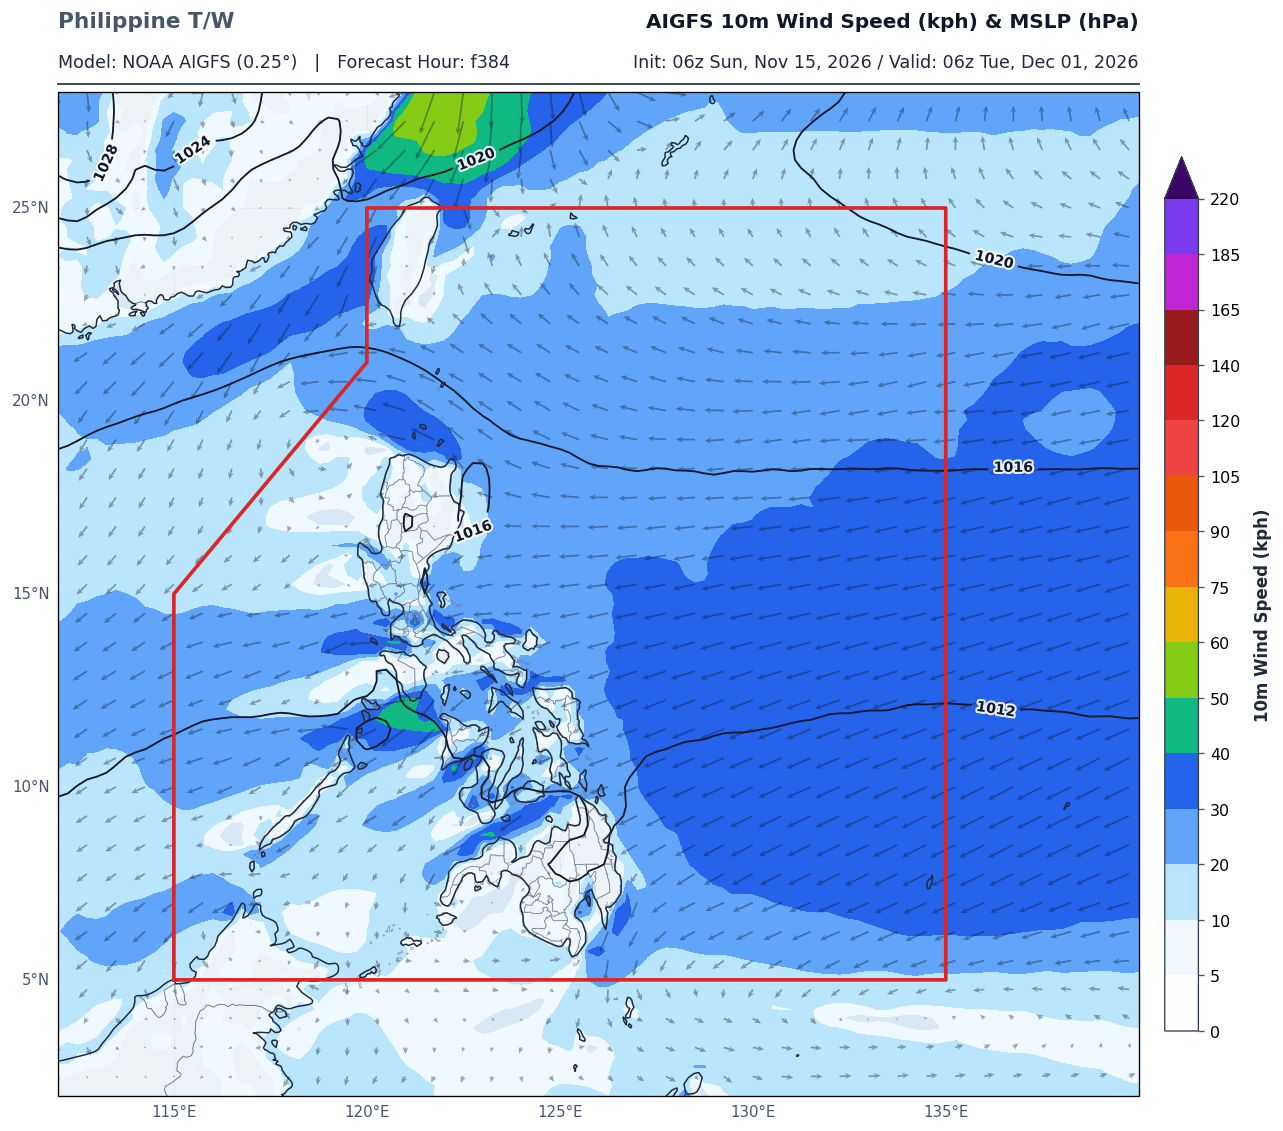 Philippine T/W
AIGFS 10m Wind Speed (kph) & MSLP (hPa)
Model: NOAA AIGFS (0.25°) | Forecast Hour: f384
Init: 06z Sun, Nov 15, 2026 / Valid: 06z Tue, Dec 01, 2026
1028
1024
1020
1020
1016
1016
1012
25°N
20°N
15°N
10°N
5°N
115°E
120°E
125°E
130°E
135°E
220
185
165
140
120
105
90
75
60
50
40
30
20
10
5
0
10m Wind Speed (kph)